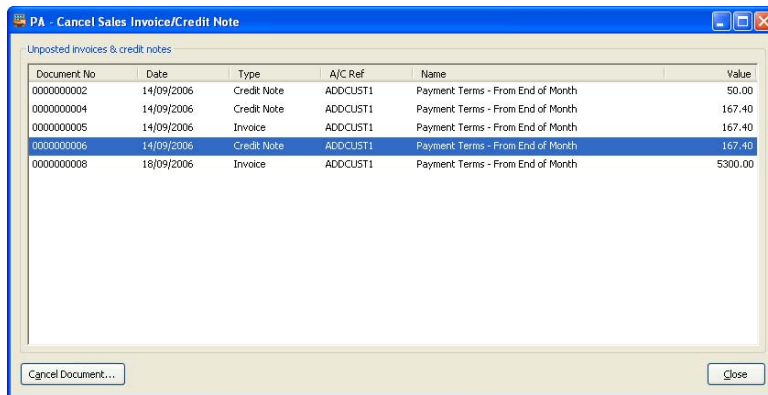 PA - Cancel Sales Invoice/Credit Note
Unposted invoices & credit notes
Document No Date Type A/C Ref Name Value
0000000002 14/09/2006 Credit Note ADDCUST1 Payment Terms - From End of Month 50.00
0000000004 14/09/2006 Credit Note ADDCUST1 Payment Terms - From End of Month 167.40
0000000005 14/09/2006 Invoice ADDCUST1 Payment Terms - From End of Month 167.40
0000000006 14/09/2006 Credit Note ADDCUST1 Payment Terms - From End of Month 167.40
0000000008 18/09/2006 Invoice ADDCUST1 Payment Terms - From End of Month 5300.00
Cancel Document... Close